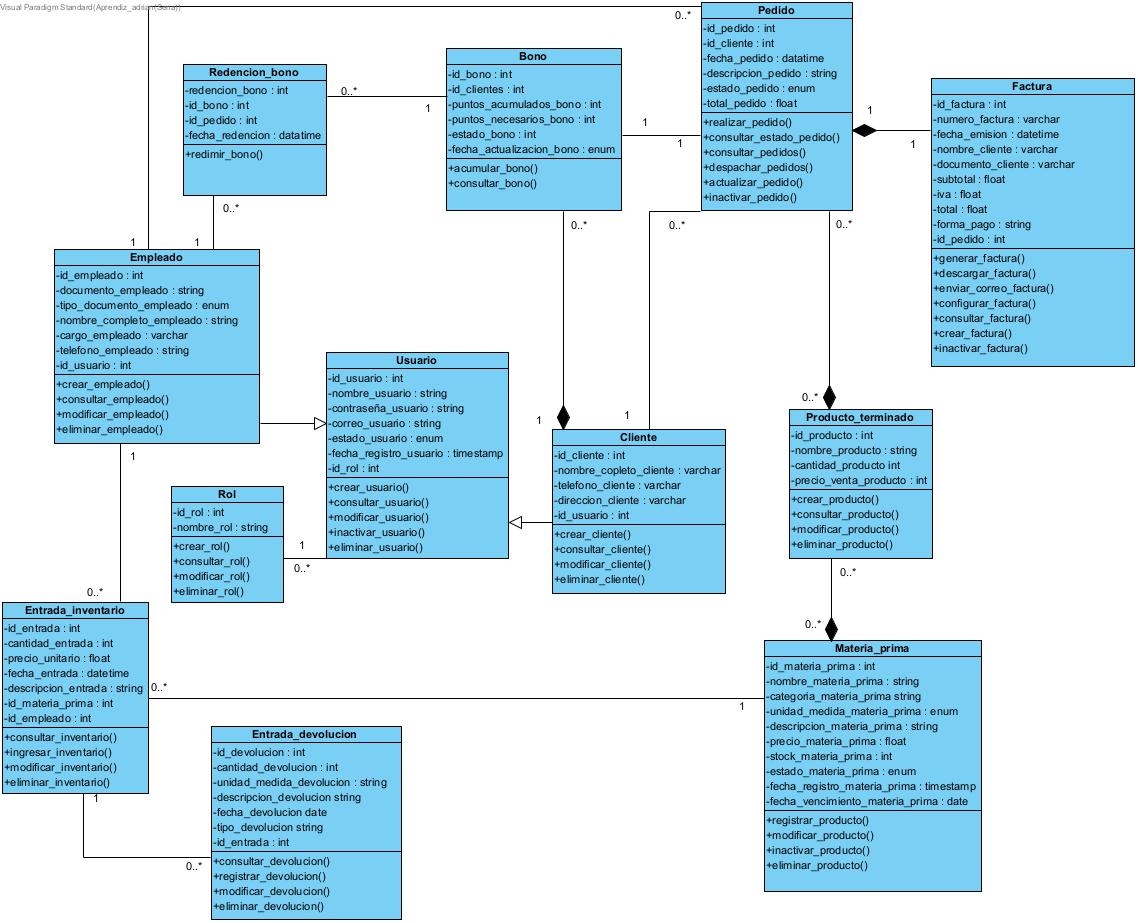 Visual Paradigm Standard(Aprendiz_adrian(Sena))
Pedido
-id_pedido : int
-id_cliente : int
-fecha_pedido : datatime
-descripcion_pedido : string
-estado_pedido : enum
-total_pedido : float
+realizar_pedido()
+consultar_estado_pedido()
+consultar_pedidos()
+despachar_pedidos()
+actualizar_pedido()
+inactivar_pedido()
0..*
Bono
-id_bono : int
-id_clientes : int
-puntos_acumulados_bono : int
-puntos_necesarios_bono : int
-estado_bono : int
-fecha_actualizacion_bono : enum
+acumular_bono()
+consultar_bono()
Redencion_bono
-redencion_bono : int
-id_bono : int
-id_pedido : int
-fecha_redencion : datatime
+redimir_bono()
0..*
1
1
1
Factura
-id_factura : int
-numero_factura : varchar
-fecha_emision : datetime
-nombre_cliente : varchar
-documento_cliente : varchar
-subtotal : float
-iva : float
-total : float
-forma_pago : string
-id_pedido : int
+generar_factura()
+descargar_factura()
+enviar_correo_factura()
+configurar_factura()
+consultar_factura()
+crear_factura()
+inactivar_factura()
1
1
0..*
0..*
0..*
0..*
1
1
Empleado
-id_empleado : int
-documento_empleado : string
-tipo_documento_empleado : enum
-nombre_completo_empleado : string
-cargo_empleado : varchar
-telefono_empleado : string
-id_usuario : int
+crear_empleado()
+consultar_empleado()
+modificar_empleado()
+eliminar_empleado()
Usuario
-id_usuario : int
-nombre_usuario : string
-contraseña_usuario : string
-correo_usuario : string
-estado_usuario : enum
-fecha_registro_usuario : timestamp
-id_rol : int
+crear_usuario()
+consultar_usuario()
+modificar_usuario()
+inactivar_usuario()
+eliminar_usuario()
1
1
0..*
Cliente
-id_cliente : int
-nombre_copleto_cliente : varchar
-telefono_cliente : varchar
-direccion_cliente : varchar
-id_usuario : int
+crear_cliente()
+consultar_cliente()
+modificar_cliente()
+eliminar_cliente()
Producto_terminado
-id_producto : int
-nombre_producto : string
-cantidad_producto int
-precio_venta_producto : int
+crear_producto()
+consultar_producto()
+modificar_producto()
+eliminar_producto()
1
Rol
-id_rol : int
-nombre_rol : string
+crear_rol()
+consultar_rol()
+modificar_rol()
+eliminar_rol()
1
0..*
0..*
0..*
0..*
Entrada_inventario
-id_entrada : int
-cantidad_entrada : int
-precio_unitario : float
-fecha_entrada : datetime
-descripcion_entrada : string
-id_materia_prima : int
-id_empleado : int
+consultar_inventario()
+ingresar_inventario()
+modificar_inventario()
+eliminar_inventario()
0..*
1
Materia_prima
-id_materia_prima : int
-nombre_materia_prima : string
-categoria_materia_prima string
-unidad_medida_materia_prima : enum
-descripcion_materia_prima : string
-precio_materia_prima : float
-stock_materia_prima : int
-estado_materia_prima : enum
-fecha_registro_materia_prima : timestamp
-fecha_vencimiento_materia_prima : date
+registrar_producto()
+modificar_producto()
+inactivar_producto()
+eliminar_producto()
Entrada_devolucion
-id_devolucion : int
-cantidad_devolucion : int
-unidad_medida_devolucion : string
-descripcion_devolucion string
-fecha_devolucion date
-tipo_devolucion string
-id_entrada : int
+consultar_devolucion()
+registrar_devolucion()
+modificar_devolucion()
+eliminar_devolucion()
1
0..*